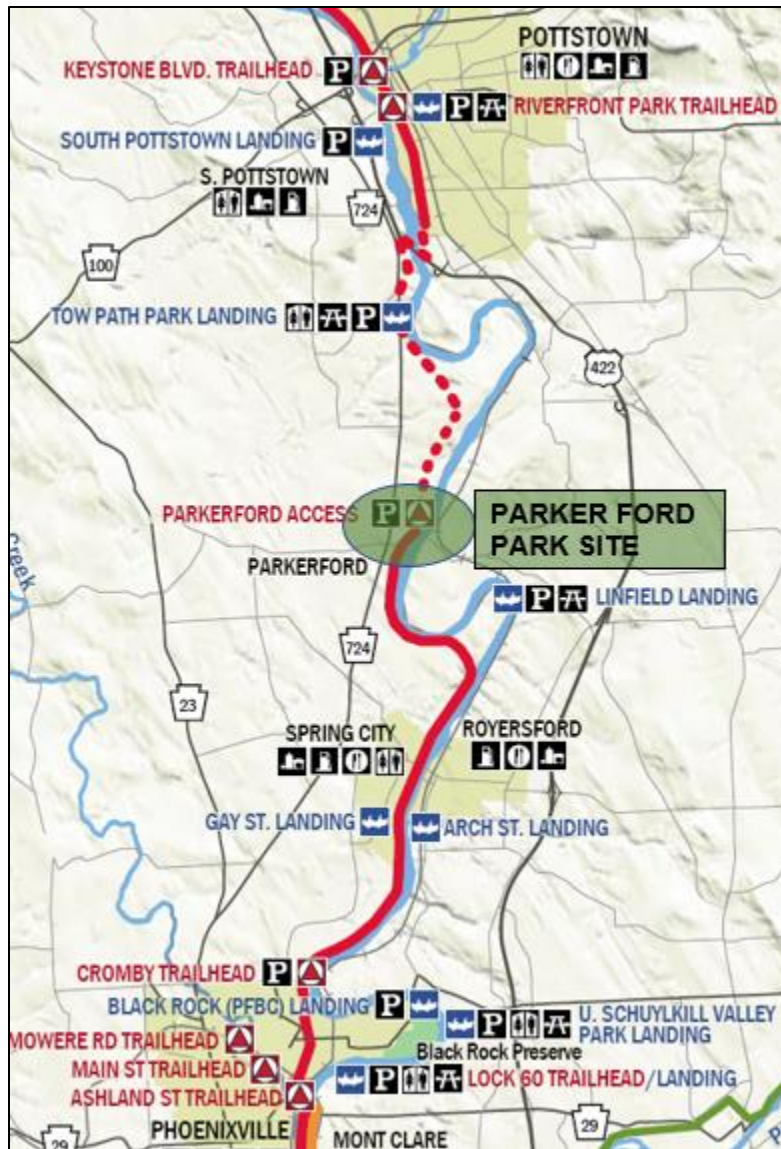 POTTSTOWN
KEYSTONE BLVD. TRAILHEAD P
P RIVERFRONT PARK TRAILHEAD
SOUTH POTTSTOWN LANDING P
S. POTTSTOWN
724
100
TOW PATH PARK LANDING P
422
PARKERFORD ACCESS P
PARKER FORD
PARK SITE
PARKERFORD
Creek
P LINFIELD LANDING
724
23
SPRING CITY
ROYERSFORD
GAY ST. LANDING
ARCH ST. LANDING
CROMBY TRAILHEAD P
BLACK ROCK (PFBC) LANDING P
P U. SCHUYLKILL VALLEY
PARK LANDING
MOWERE RD TRAILHEAD
Black Rock Preserve
MAIN ST TRAILHEAD
P LOCK 60 TRAILHEAD/LANDING
ASHLAND ST TRAILHEAD
PHOENIXVILLE
MONT CLARE
29
29
P